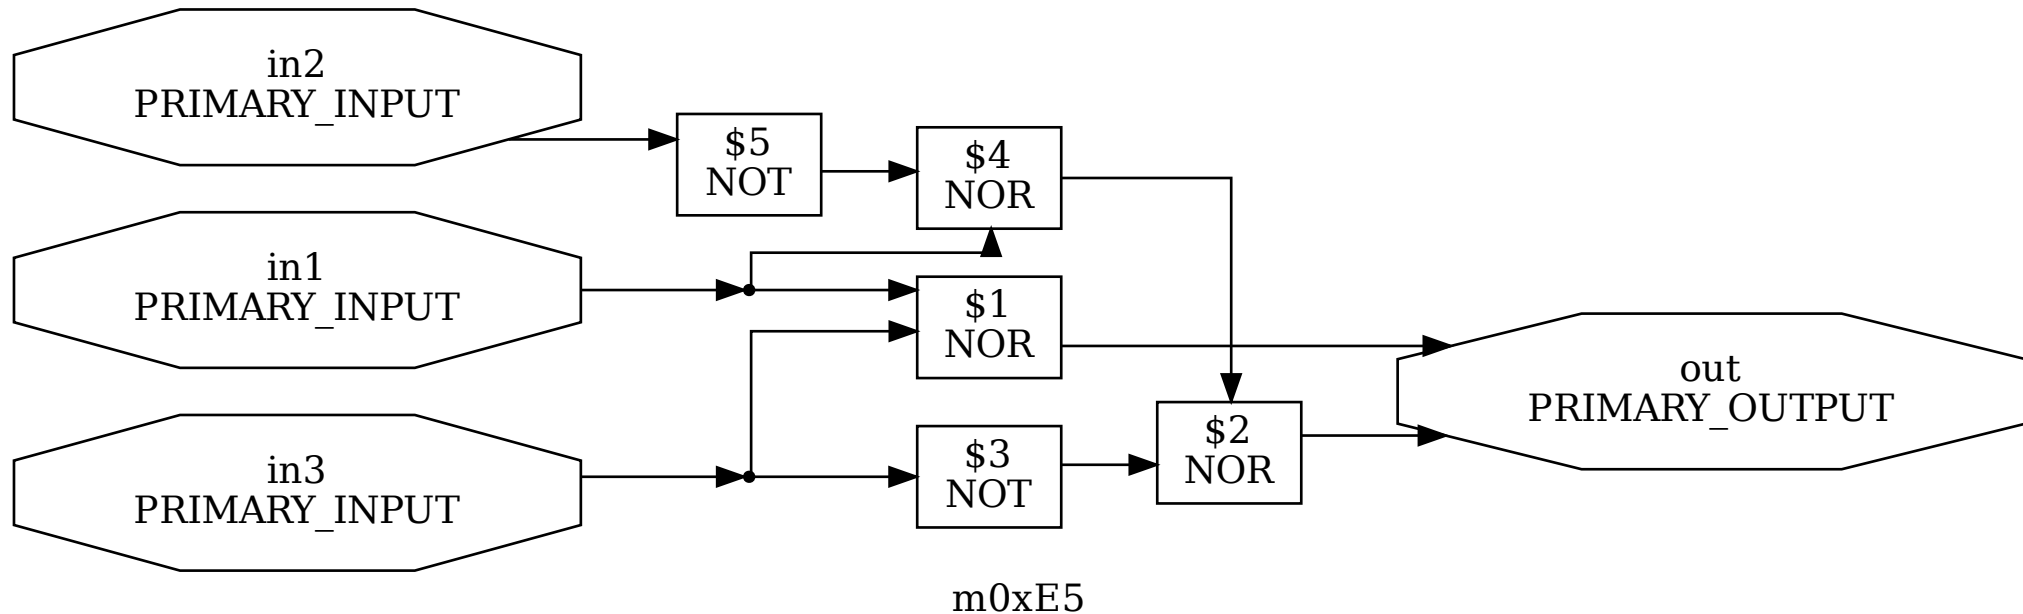 in2
PRIMARY_INPUT
$5
NOT
$4
NOR
in1
PRIMARY_INPUT
$1
NOR
out
PRIMARY_OUTPUT
in3
PRIMARY_INPUT
$3
NOT
$2
NOR
m0xE5